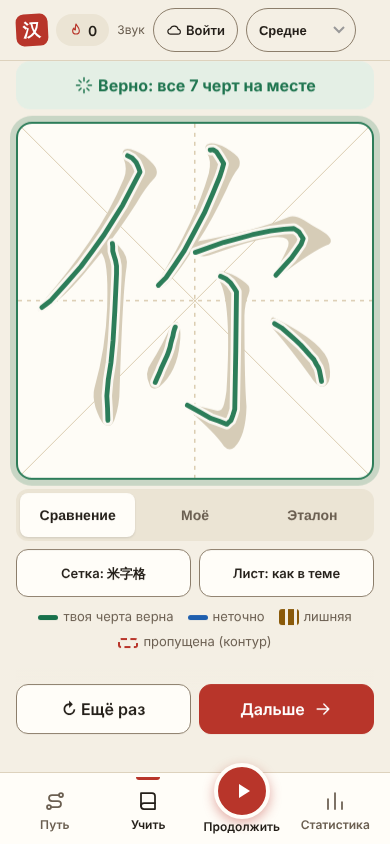 汉 0 Звук Войти Средне
Верно: все 7 черт на месте
你
Сравнение Моё Эталон
Сетка: 米字格 Лист: как в теме
твоя черта верна неточно лишняя
пропущена (контур)
Ещё раз Дальше →
Путь Учить Продолжить Статистика